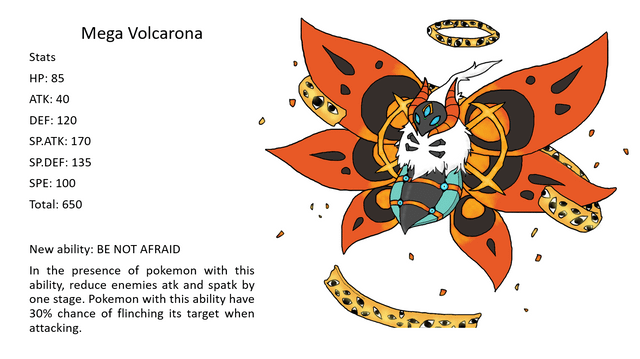 Mega Volcarona
Stats
HP: 85
ATK: 40
DEF: 120
SP.ATK: 170
SP.DEF: 135
SPE: 100
Total: 650
New ability: BE NOT AFRAID
In the presence of pokemon with this
ability, reduce enemies atk and spatk by
one stage. Pokemon with this ability have
30% chance of flinching its target when
attacking.